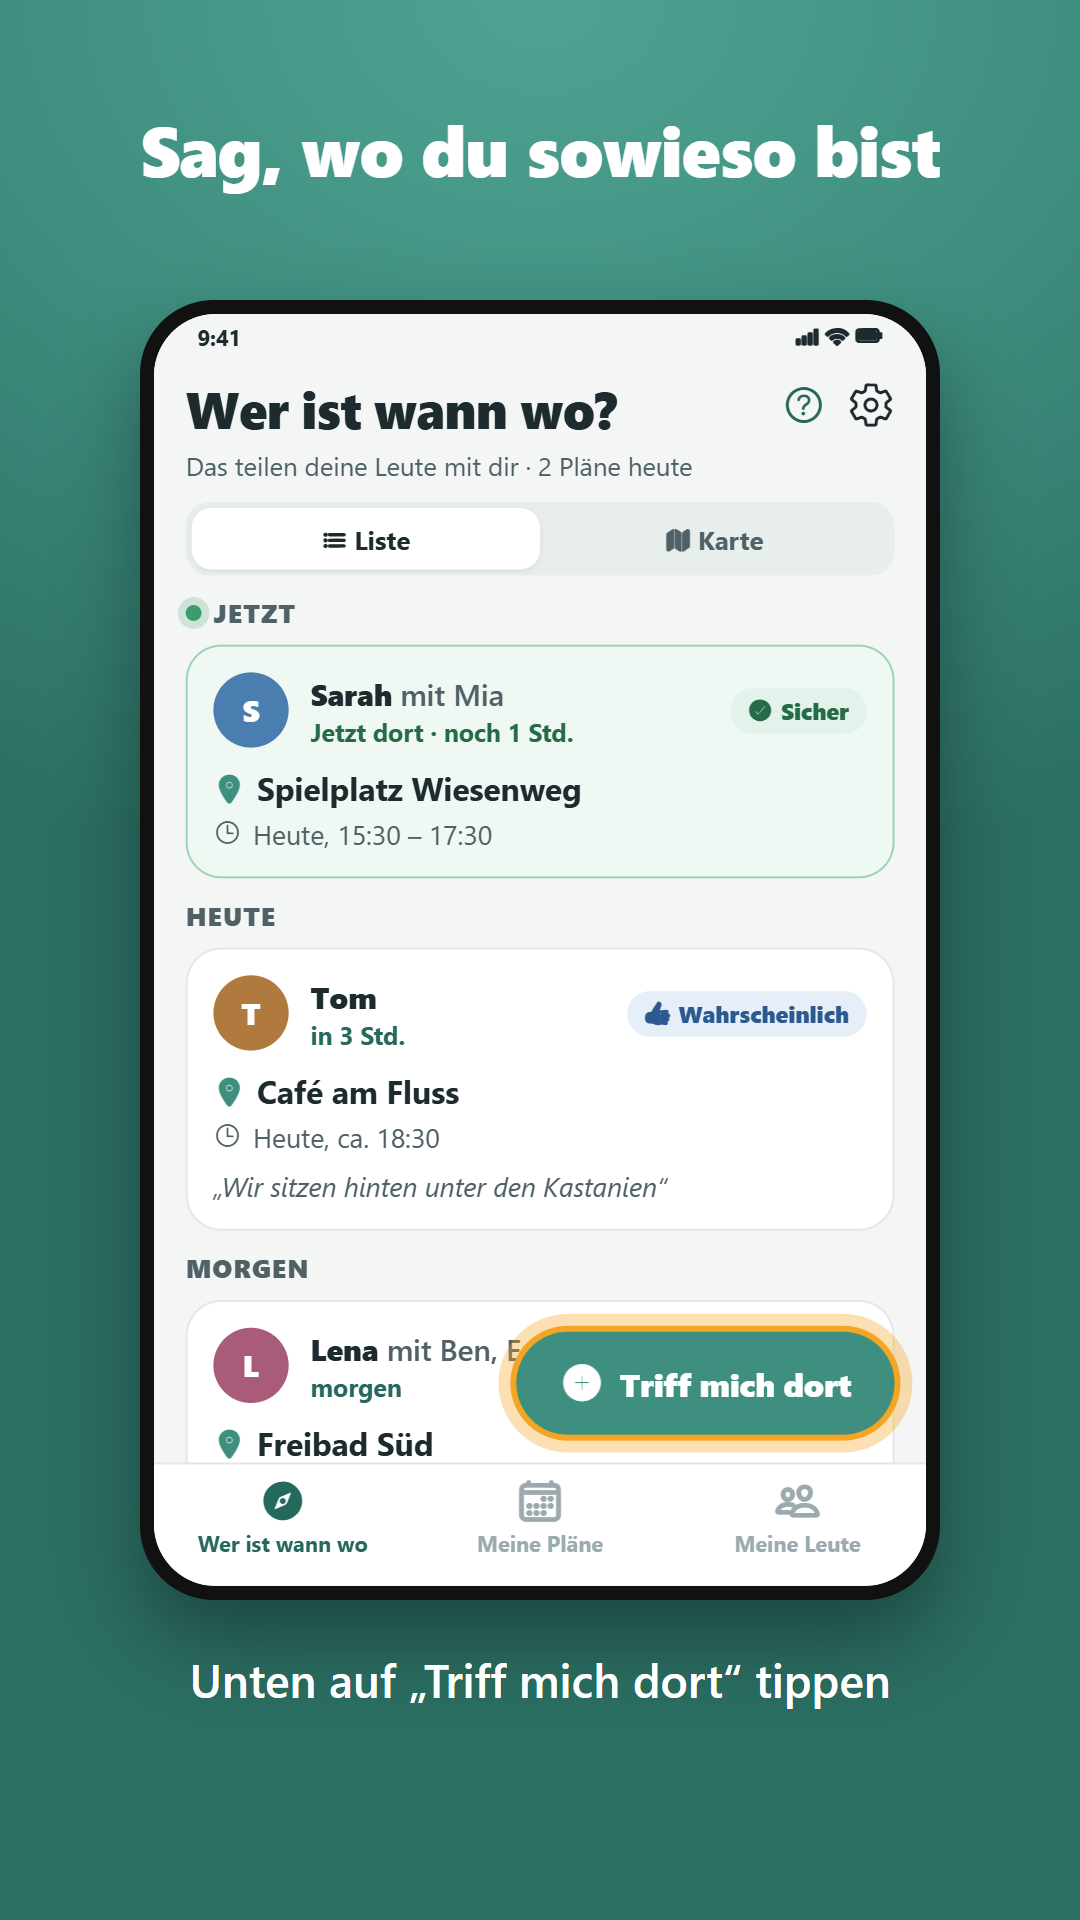 Sag, wo du sowieso bist
9:41
Wer ist wann wo?
Das teilen deine Leute mit dir · 2 Pläne heute
Liste
Karte
JETZT
S
Sarah mit Mia
Jetzt dort · noch 1 Std.
Sicher
Spielplatz Wiesenweg
Heute, 15:30 – 17:30
HEUTE
T
Tom
in 3 Std.
Wahrscheinlich
Café am Fluss
Heute, ca. 18:30
„Wir sitzen hinten unter den Kastanien“
MORGEN
L
Lena mit Ben,
morgen
Freibad Süd
Triff mich dort
Wer ist wann wo
Meine Pläne
Meine Leute
Unten auf „Triff mich dort“ tippen